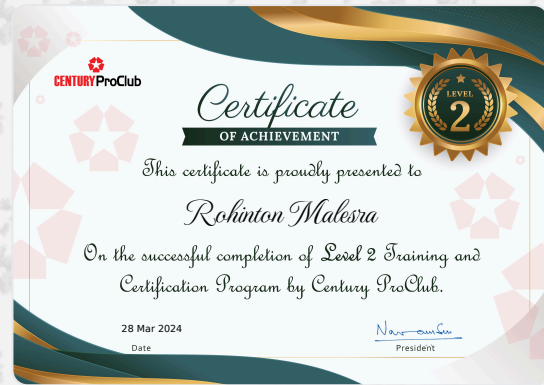 CENTURY ProClub
Certificate
OF ACHIEVEMENT
LEVEL
2
This certificate is proudly presented to
Rohinton Malesra
On the successful completion of Level 2 Training and
Certification Program by Century ProClub.
28 Mar 2024
Date
President